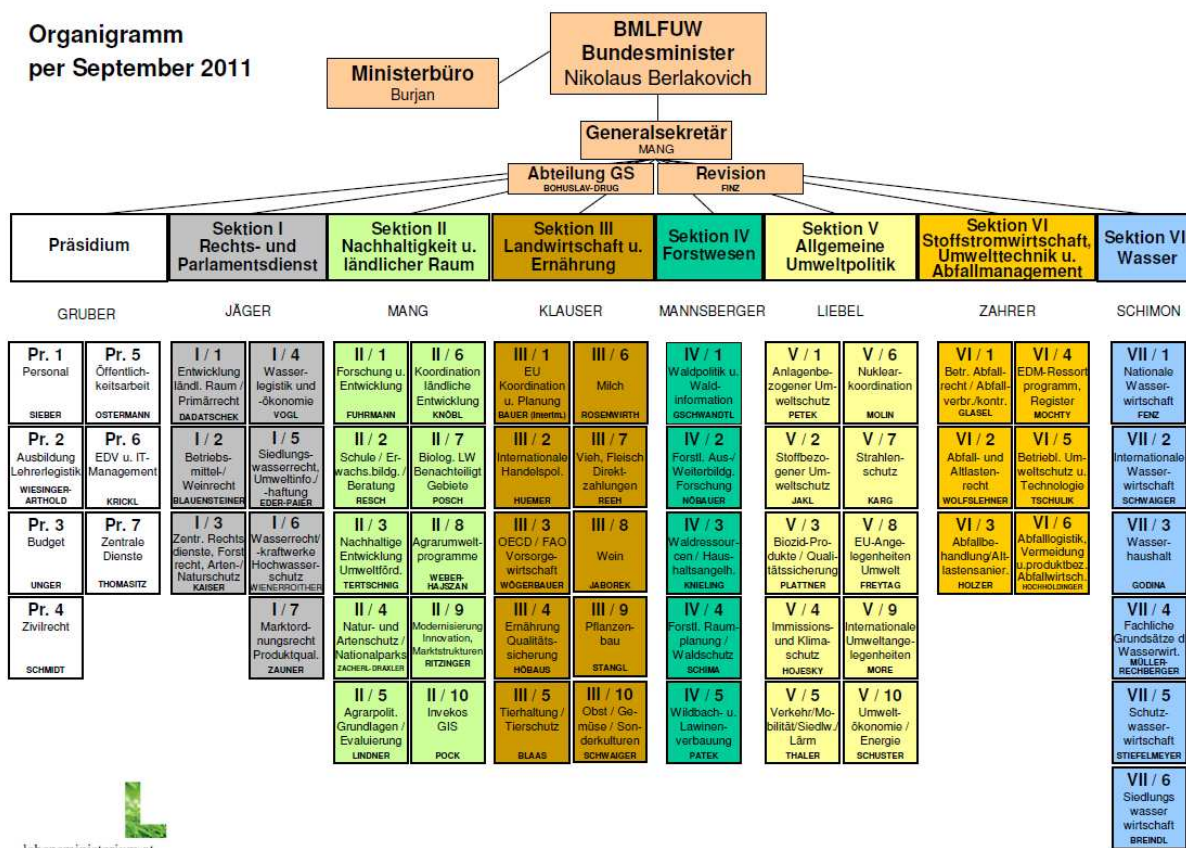 Organigramm
per September 2011
BMLFUW
Bundesminister
Nikolaus Berlakovich
Ministerbüro
Burjan
Generalsekretär
MANG
Abteilung GS
BOHUSLAV-DRUG
Revision
FINZ
Präsidium
Sektion I
Rechts- und
Parlamentsdienst
Sektion II
Nachhaltigkeit u.
ländlicher Raum
Sektion III
Landwirtschaft u.
Ernährung
Sektion IV
Forstwesen
Sektion V
Allgemeine
Umweltpolitik
Sektion VI
Stoffstromwirtschaft,
Umwelttechnik u.
Abfallmanagement
Sektion VI
Wasser
GRUBER
JÄGER
MANG
KLAUSER
MANNSBERGER
LIEBEL
ZAHRER
SCHIMON
Pr. 1
Personal
SIEBER
Pr. 5
Öffentlich-
keitsarbeit
OSTERMANN
Pr. 2
Ausbildung
Lehrerlogistik
WIESINGER-
ARTHOLD
Pr. 6
EDV u. IT-
Management
KRICKL
Pr. 3
Budget
UNGER
Pr. 7
Zentrale
Dienste
THOMASITZ
Pr. 4
Zivilrecht
SCHMIDT
I / 1
Entwicklung
ländl. Raum /
Primärrecht
DADATSCHEK
I / 4
Wasser-
legistik und
-ökonomie
VOGL
I / 2
Betriebs-
mittel-/
Weinrecht
BLAUENSTEINER
I / 5
Siedlungs-
wasserrecht,
Umweltinfo./
-haftung
EDER-PAIER
I / 3
Zentr. Rechts
dienste, Forst
recht, Arten-/
Naturschutz
KAISER
I / 6
Wasserrecht/
-kraftwerke
Hochwasser-
schutz
WIENERROITHER
I / 7
Marktord-
nungsrecht
Produktqual.
ZAUNER
II / 1
Forschung u.
Entwicklung
FUHRMANN
II / 6
Koordination
ländliche
Entwicklung
KNÖBL
II / 2
Schule / Er-
wachs.bildg. /
Beratung
RESCH
II / 7
Biolog. LW
Benachteiligt
Gebiete
POSCH
II / 3
Nachhaltige
Entwicklung
Umweltförd.
TERTSCHNIG
II / 8
Agrarumwelt-
programme
WEBER-
HAJSZAN
II / 4
Natur- und
Artenschutz /
Nationalparks
ZACHERL-DRAXLER
II / 9
Modernisierung
Innovation,
Marktstrukturen
RITZINGER
II / 5
Agrarpolit.
Grundlagen /
Evaluierung
LINDNER
II / 10
Invekos
GIS
POCK
III / 1
EU
Koordination
u. Planung
BAUER (interim.)
III / 6
Milch
ROSENWIRTH
III / 2
Internationale
Handelspol.
HUEMER
III / 7
Vieh, Fleisch
Direkt-
zahlungen
REEH
III / 3
OECD / FAO
Vorsorge-
wirtschaft
WÖGERBAUER
III / 8
Wein
JABOREK
III / 4
Ernährung
Qualitäts-
sicherung
HÖBAUS
III / 9
Pflanzen-
bau
STANGL
III / 5
Tierhaltung /
Tierschutz
BLAAS
III / 10
Obst / Ge-
müse / Son-
derkulturen
SCHWAIGER
IV / 1
Waldpolitik u.
Wald-
information
GSCHWANDTL
IV / 2
Forstl. Aus-/
Weiterbildg.
Forschung
NÖBAUER
IV / 3
Waldressour-
cen / Haus-
haltsangelh.
KNIELING
IV / 4
Forstl. Raum-
planung /
Waldschutz
SCHIMA
IV / 5
Wildbach- u.
Lawinen-
verbauung
PATEK
V / 1
Anlagenbe-
zogener Um-
weltschutz
PETEK
V / 6
Nuklear-
koordination
MOLIN
V / 2
Stoffbe-
zogener Um-
weltschutz
JAKL
V / 7
Strahlen-
schutz
KARG
V / 3
Biozid-Pro-
dukte / Quali-
tätssicherung
PLATTNER
V / 8
EU-Ange-
legenheiten
Umwelt
FREYTAG
V / 4
Immissions-
und Klima-
schutz
HOJESKY
V / 9
Internationale
Umweltange-
legenheiten
MORE
V / 5
Verkehr/Mo-
bilität/Siedlw./
Lärm
THALER
V / 10
Umwelt-
ökonomie /
Energie
SCHUSTER
VI / 1
Betr. Abfall
recht / Abfall-
verbr./kontr.
GLASEL
VI / 4
EDM-Ressort
programm,
Register
MOCHTY
VI / 2
Abfall- und
Altlasten-
recht
WOLFSLEHNER
VI / 5
Betriebl. Um-
weltschutz u.
Technologie
TSCHULIK
VI / 3
Abfallbe-
handlung/Alt-
lastensanier.
HOLZER
VI / 6
Abfalllogistik,
Vermeidung
u.produktbez.
Abfallwirtsch.
HOCHHOLDINGER
VII / 1
Nationale
Wasser-
wirtschaft
FENZ
VII / 2
Internationale
Wasser-
wirtschaft
SCHWAIGER
VII / 3
Wasser-
haushalt
GODINA
VII / 4
Fachliche
Grundsätze d
Wasserwirt.
MÜLLER-
RECHBERGER
VII / 5
Schutz-
wasser-
wirtschaft
STIEFELMEYER
VII / 6
Siedlungs
wasser
wirtschaft
BREINDL